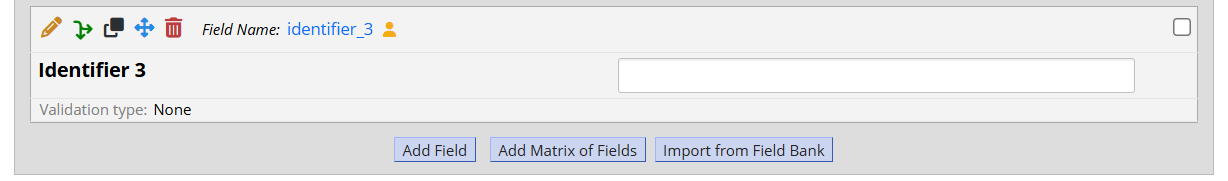 Field Name: identifier_3
Identifier 3
Validation type: None
Add Field Add Matrix of Fields Import from Field Bank